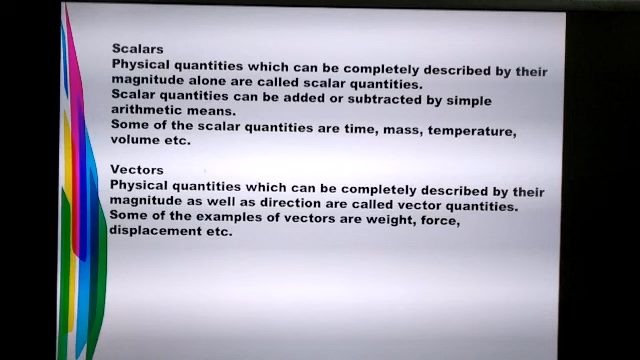 Scalars
Physical quantities which can be completely described by their
magnitude alone are called scalar quantities.
Scalar quantities can be added or subtracted by simple
arithmetic means.
Some of the scalar quantities are time, mass, temperature,
volume etc.
Vectors
Physical quantities which can be completely described by their
magnitude as well as direction are called vector quantities.
Some of the examples of vectors are weight, force,
displacement etc.